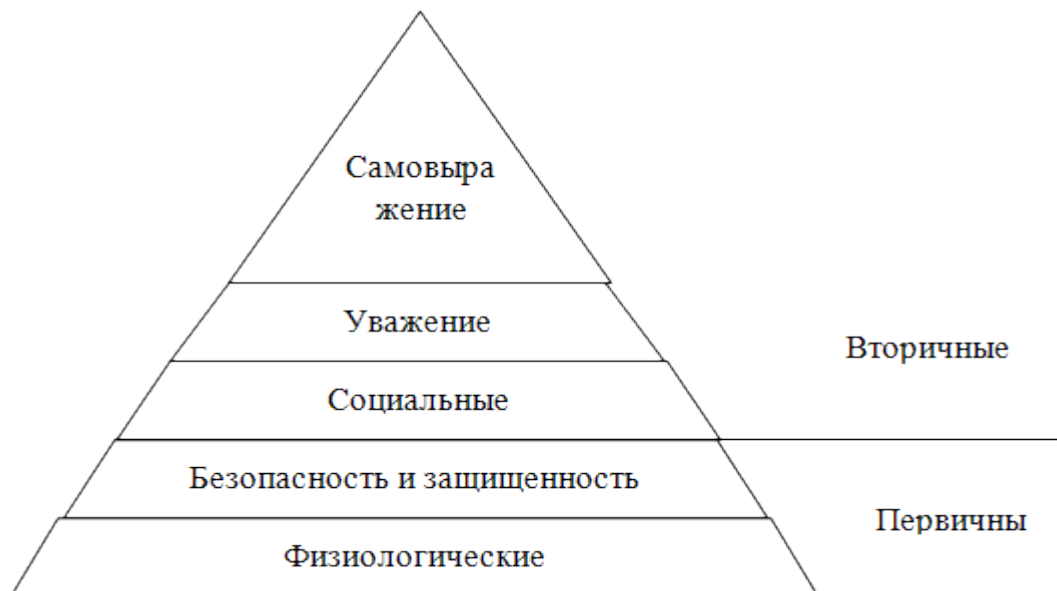 Самовыра
жение
Уважение
Вторичные
Социальные
Безопасность и защищенность
Первичны
Физиологические